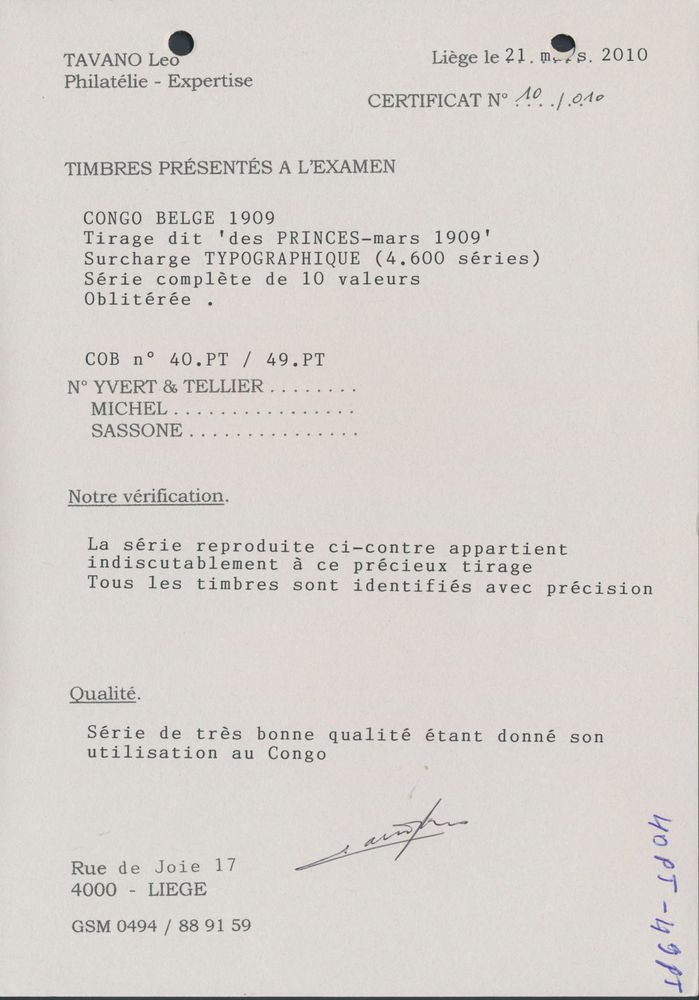 TAVANO Leo
Philatélie - Expertise
Liège le 21. mars. 2010
CERTIFICAT N° 10 / .010
TIMBRES PRÉSENTÉS A L'EXAMEN
CONGO BELGE 1909
Tirage dit 'des PRINCES-mars 1909'
Surcharge TYPOGRAPHIQUE (4.600 séries)
Série complète de 10 valeurs
Oblitérée .
COB n° 40.PT / 49.PT
N° YVERT & TELLIER ........
MICHEL ................
SASSONE ...............
Notre vérification.
La série reproduite ci-contre appartient
indiscutablement à ce précieux tirage
Tous les timbres sont identifiés avec précision
Qualité.
Série de très bonne qualité étant donné son
utilisation au Congo
Rue de Joie 17
4000 - LIEGE
GSM 0494 / 88 91 59
40PT-49PT